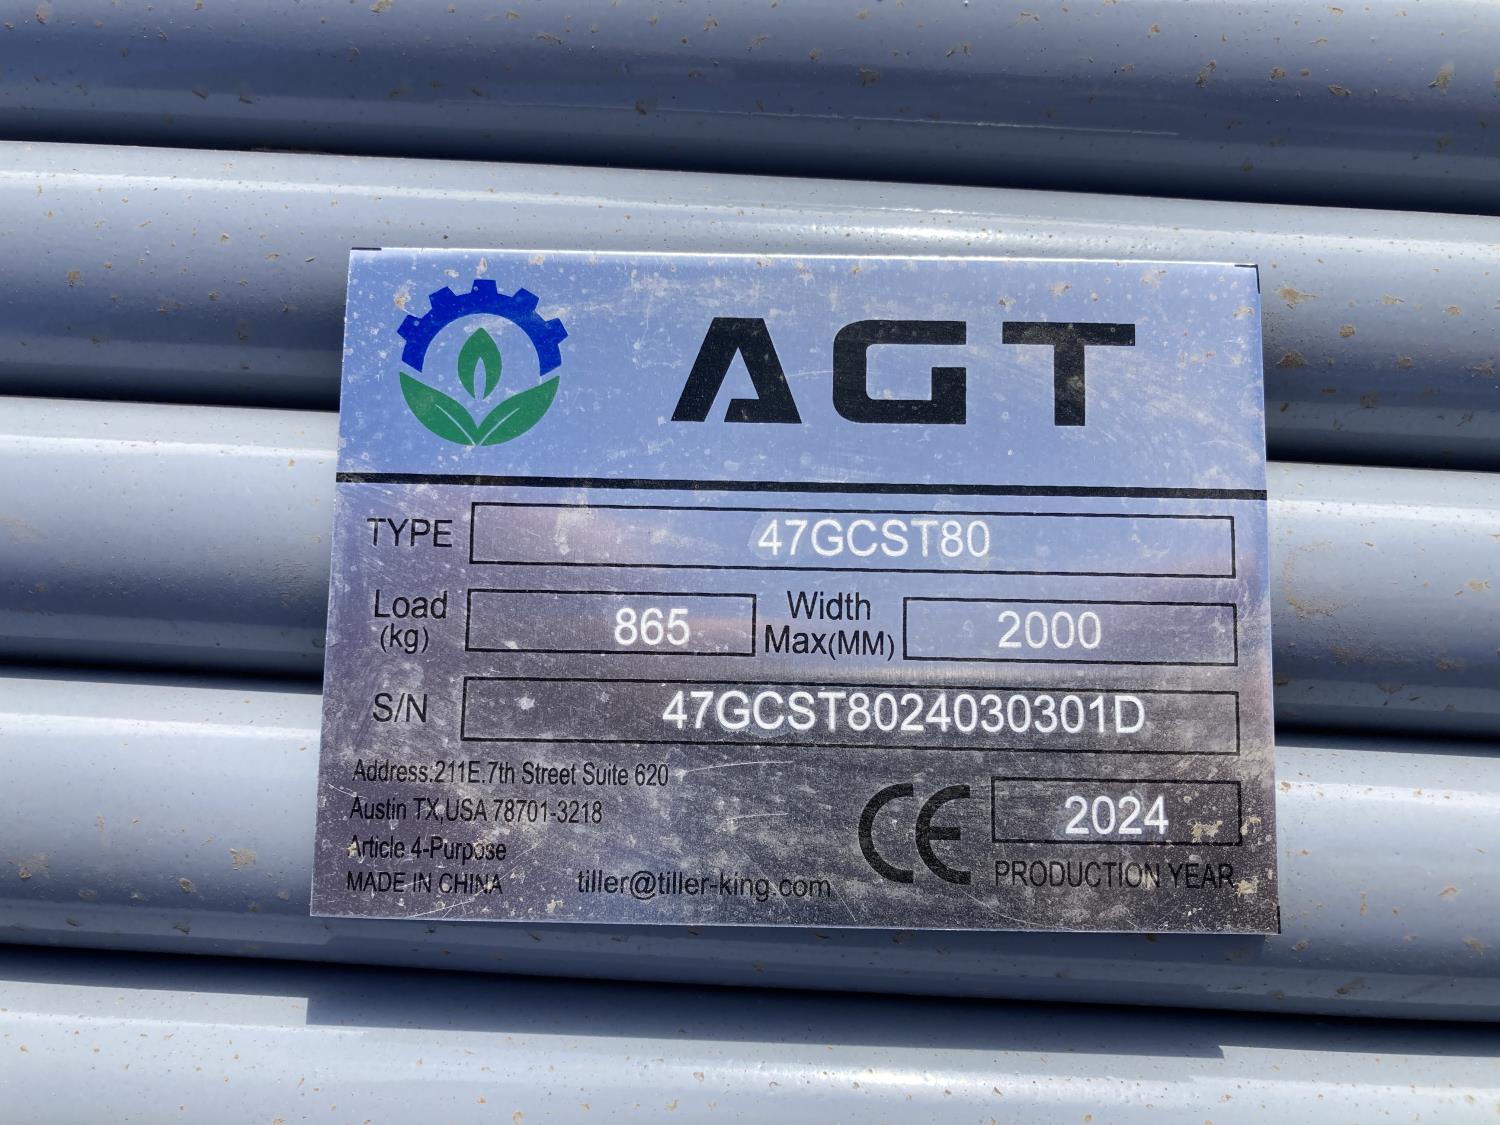 AGT
TYPE 47GCST80
Load (kg) 865 Width Max(MM) 2000
S/N 47GCST8024030301D
Address:211E.7th Street Suite 620
Austin TX,USA 78701-3218
Article 4-Purpose
MADE IN CHINA
tiller@tiller-king.com
CE
2024
PRODUCTION YEAR